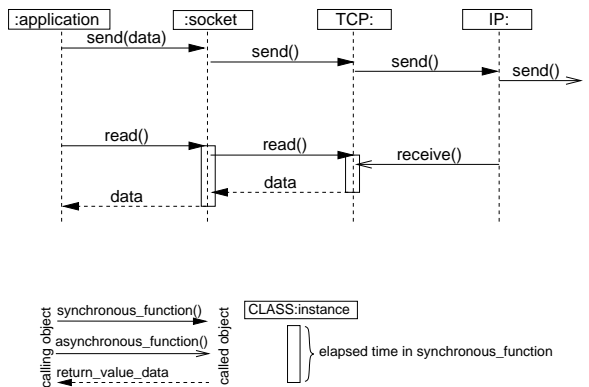 :application
:socket
TCP:
IP:
send(data)
send()
send()
send()
read()
read()
receive()
data
data
calling object
synchronous_function()
asynchronous_function()
return_value_data
called object
CLASS:instance
elapsed time in synchronous_function